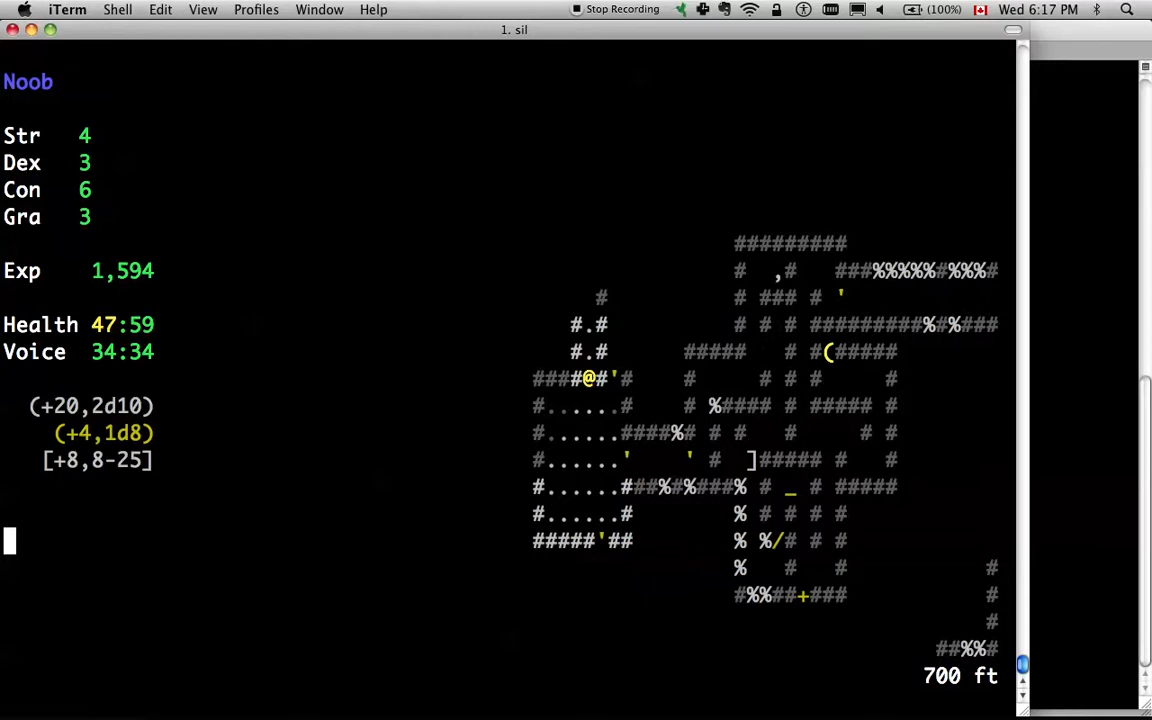 iTerm Shell Edit View Profiles Window Help Stop Recording (100%) Wed 6:17 PM
1. sil
Noob
Str 4
Dex 3
Con 6
Gra 3
#########
Exp 1,594 # ,# ###%%%%%#%%%#
# # ### # '
Health 47:59 #.# # # # #########%#%###
Voice 34:34 #.# ##### # #(#####
#####@#'# # # # # #
(+20,2d10) #......# # %#### # ##### #
(+4,1d8) #......####%# # # # # #
[+8,8-25] #......' ' # ]##### # #
#......###%#%###% # _ # #####
#......# % # # # #
#####'## % %/# # #
% # # #
#%%##+### #
#
##%%#
700 ft